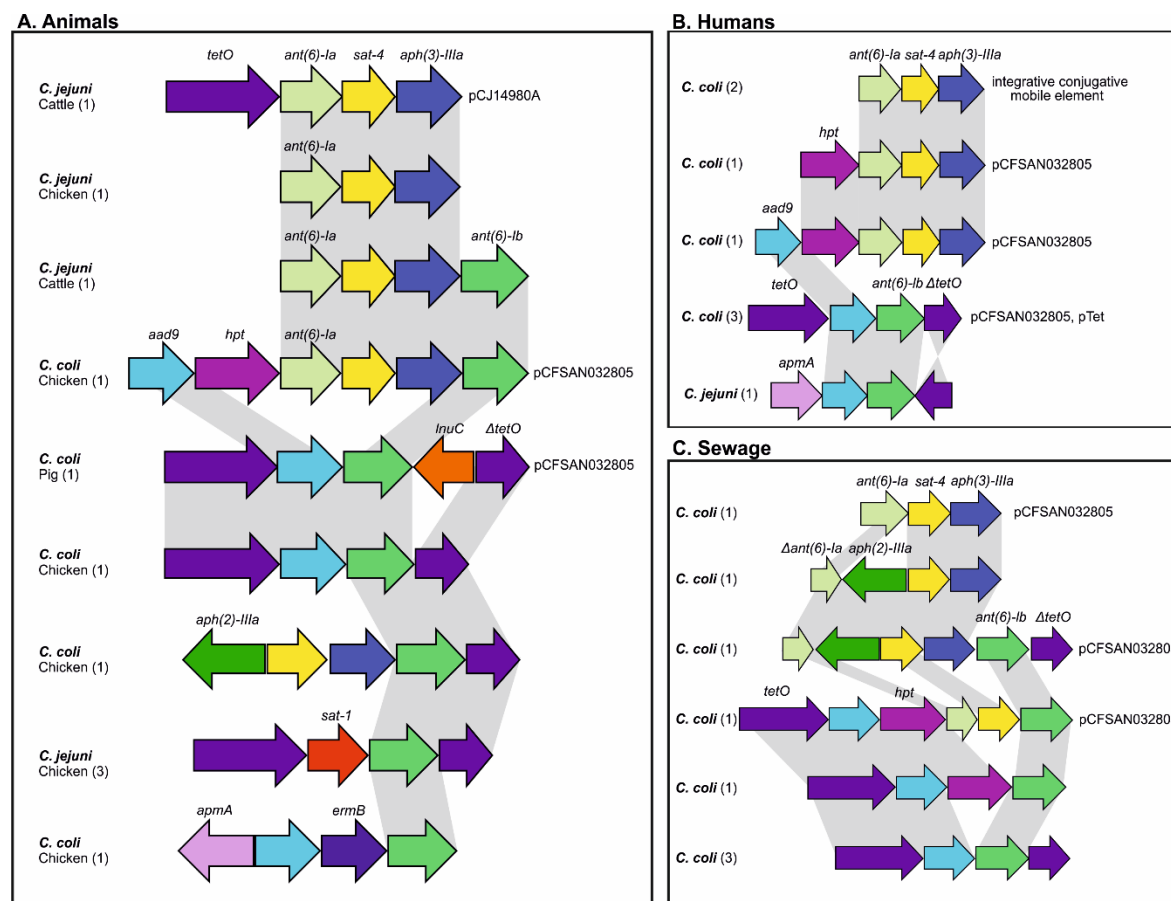 A. Animals
tetO ant(6)-Ia sat-4 aph(3)-IIIa
C. jejuni
Cattle (1)
pCJ14980A
ant(6)-Ia
C. jejuni
Chicken (1)
ant(6)-Ia ant(6)-Ib
C. jejuni
Cattle (1)
aad9 hpt ant(6)-Ia
C. coli
Chicken (1)
pCFSAN032805
lnuC ΔtetO
C. coli
Pig (1)
pCFSAN032805
C. coli
Chicken (1)
aph(2)-IIIa
C. coli
Chicken (1)
sat-1
C. jejuni
Chicken (3)
apmA ermB
C. coli
Chicken (1)
B. Humans
ant(6)-Ia sat-4 aph(3)-IIIa
C. coli (2)
integrative conjugative
mobile element
hpt
C. coli (1) pCFSAN032805
aad9
C. coli (1) pCFSAN032805
tetO ant(6)-Ib ΔtetO
C. coli (3) pCFSAN032805, pTet
apmA
C. jejuni (1)
C. Sewage
ant(6)-Ia sat-4 aph(3)-IIIa
C. coli (1) pCFSAN032805
Δant(6)-Ia aph(2)-IIIa
C. coli (1)
ant(6)-Ib ΔtetO
C. coli (1) pCFSAN03280
tetO hpt
C. coli (1) pCFSAN03280
C. coli (1)
C. coli (3)